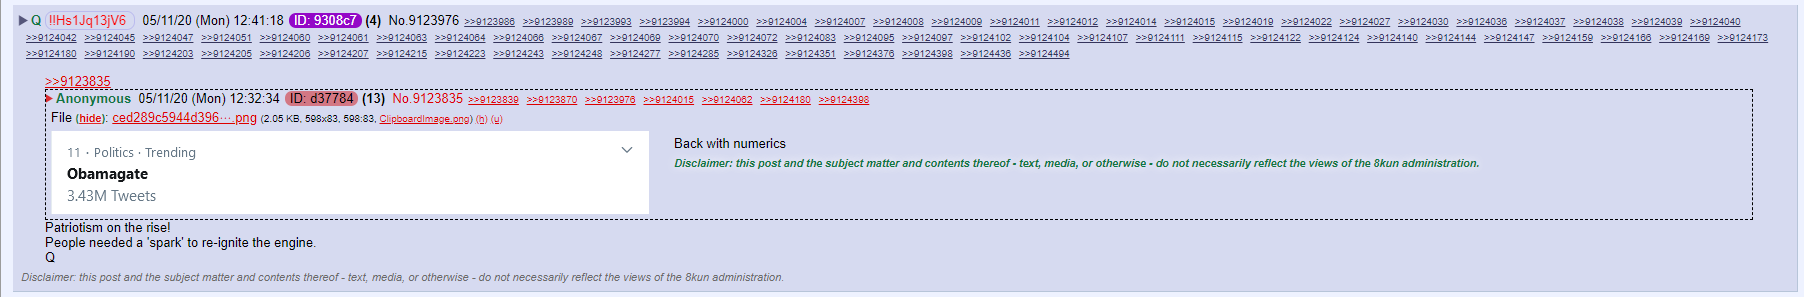 ▶ Q !!Hs1Jq13jV6 05/11/20 (Mon) 12:41:18 ID: 9308c7 (4) No.9123976 >>9123986 >>9123989 >>9123993 >>9123994 >>9124000 >>9124004 >>9124007 >>9124008 >>9124009 >>9124011 >>9124012 >>9124014 >>9124015 >>9124019 >>9124022 >>9124027 >>9124030 >>9124036 >>9124037 >>9124038 >>9124039 >>9124040
>>9124042 >>9124045 >>9124047 >>9124051 >>9124060 >>9124061 >>9124063 >>9124064 >>9124066 >>9124067 >>9124069 >>9124070 >>9124072 >>9124083 >>9124095 >>9124097 >>9124102 >>9124104 >>9124107 >>9124111 >>9124115 >>9124122 >>9124124 >>9124140 >>9124144 >>9124147 >>9124159 >>9124166 >>9124169 >>9124173
>>9124180 >>9124190 >>9124203 >>9124205 >>9124206 >>9124207 >>9124215 >>9124223 >>9124243 >>9124248 >>9124277 >>9124285 >>9124326 >>9124351 >>9124376 >>9124398 >>9124436 >>9124494
>>9123835
▶ Anonymous 05/11/20 (Mon) 12:32:34 ID: d37784 (13) No.9123835 >>9123839 >>9123870 >>9123976 >>9124015 >>9124062 >>9124180 >>9124398
File (hide): ced289c5944d396⋯.png (2.05 KB, 598x83, 598:83, ClipboardImage.png) (h) (u)
11 · Politics · Trending
Obamagate
3.43M Tweets
Back with numerics
Disclaimer: this post and the subject matter and contents thereof - text, media, or otherwise - do not necessarily reflect the views of the 8kun administration.
Patriotism on the rise!
People needed a 'spark' to re-ignite the engine.
Q
Disclaimer: this post and the subject matter and contents thereof - text, media, or otherwise - do not necessarily reflect the views of the 8kun administration.